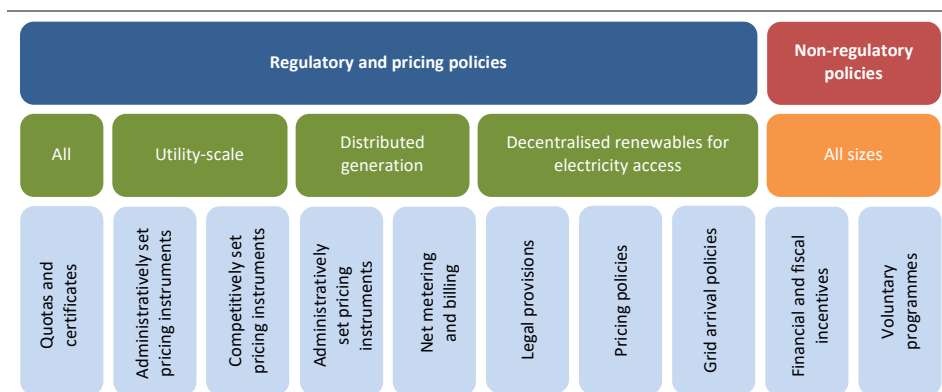 Regulatory and pricing policies
Non-regulatory
policies
All
Utility-scale
Distributed
generation
Decentralised renewables for
electricity access
All sizes
Quotas and
certificates
Administratively set
pricing instruments
Competitively set
pricing instruments
Administratively
set pricing
instruments
Net metering
and billing
Legal provisions
Pricing policies
Grid arrival policies
Financial and fiscal
incentives
Voluntary
programmes